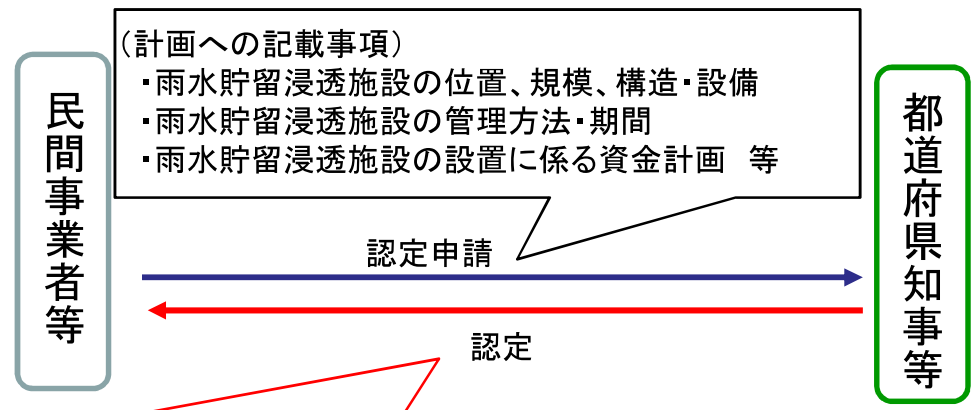 (計画への記載事項)
・雨水貯留浸透施設の位置、規模、構造・設備
・雨水貯留浸透施設の管理方法・期間
・雨水貯留浸透施設の設置に係る資金計画　等
民間事業者等
認定申請
認定
都道府県知事等